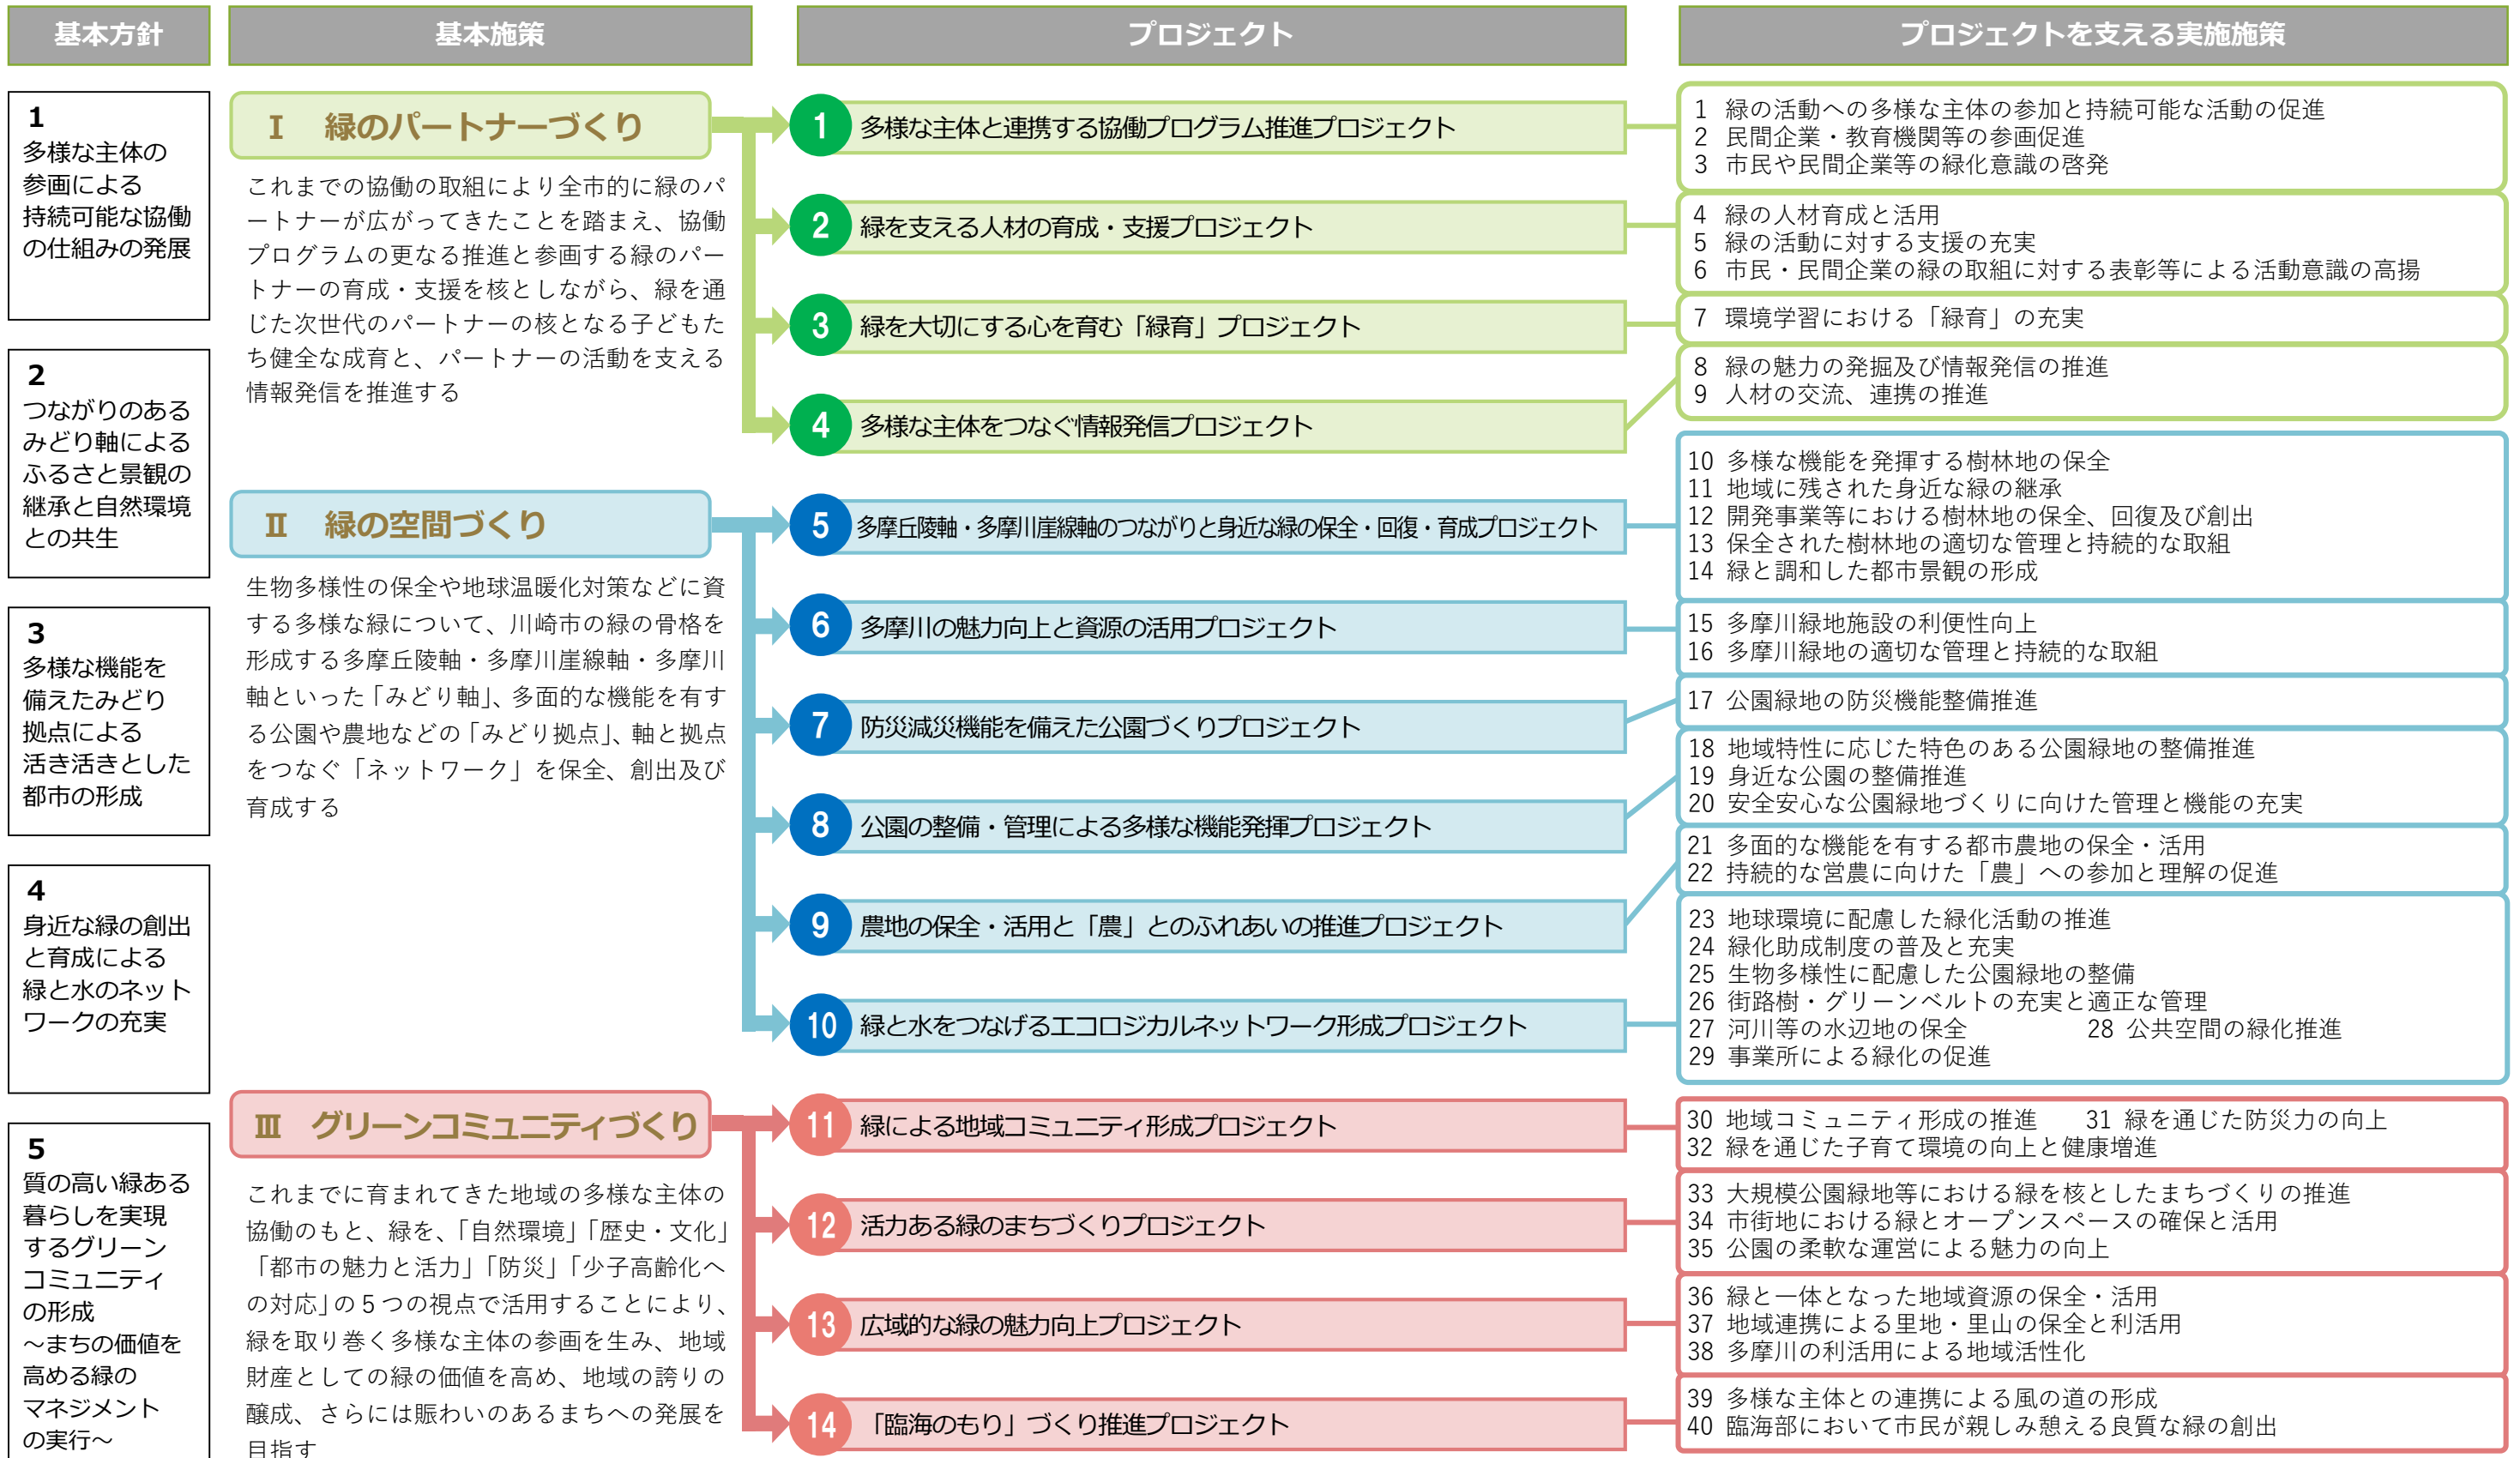 基本方針
基本施策
プロジェクト
プロジェクトを支える実施施策
1
多様な主体の
参画による
持続可能な協働
の仕組みの発展
2
つながりのある
みどり軸による
ふるさと景観の
継承と自然環境
との共生
3
多様な機能を
備えたみどり
拠点による
活き活きとした
都市の形成
4
身近な緑の創出
と育成による
緑と水のネット
ワークの充実
5
質の高い緑ある
暮らしを実現
するグリーン
コミュニティ
の形成
～まちの価値を
高める緑の
マネジメント
の実行～
Ⅰ 緑のパートナーづくり
これまでの協働の取組により全市的に緑のパ
ートナーが広がってきたことを踏まえ、協働
プログラムの更なる推進と参画する緑のパー
トナーの育成・支援を核としながら、緑を通
じた次世代のパートナーの核となる子どもた
ち健全な成育と、パートナーの活動を支える
情報発信を推進する
1 多様な主体と連携する協働プログラム推進プロジェクト
2 緑を支える人材の育成・支援プロジェクト
3 緑を大切にする心を育む「緑育」プロジェクト
4 多様な主体をつなぐ情報発信プロジェクト
1 緑の活動への多様な主体の参加と持続可能な活動の促進
2 民間企業・教育機関等の参画促進
3 市民や民間企業等の緑化意識の啓発
4 緑の人材育成と活用
5 緑の活動に対する支援の充実
6 市民・民間企業の緑の取組に対する表彰等による活動意識の高揚
7 環境学習における「緑育」の充実
8 緑の魅力の発掘及び情報発信の推進
9 人材の交流、連携の推進
Ⅱ 緑の空間づくり
生物多様性の保全や地球温暖化対策などに資
する多様な緑について、川崎市の緑の骨格を
形成する多摩丘陵軸・多摩川崖線軸・多摩川
軸といった「みどり軸」、多面的な機能を有す
る公園や農地などの「みどり拠点」、軸と拠点
をつなぐ「ネットワーク」を保全、創出及び
育成する
5 多摩丘陵軸・多摩川崖線軸のつながりと身近な緑の保全・回復・育成プロジェクト
6 多摩川の魅力向上と資源の活用プロジェクト
7 防災減災機能を備えた公園づくりプロジェクト
8 公園の整備・管理による多様な機能発揮プロジェクト
9 農地の保全・活用と「農」とのふれあいの推進プロジェクト
10 緑と水をつなげるエコロジカルネットワーク形成プロジェクト
10 多様な機能を発揮する樹林地の保全
11 地域に残された身近な緑の継承
12 開発事業等における樹林地の保全、回復及び創出
13 保全された樹林地の適切な管理と持続的な取組
14 緑と調和した都市景観の形成
15 多摩川緑地施設の利便性向上
16 多摩川緑地の適切な管理と持続的な取組
17 公園緑地の防災機能整備推進
18 地域特性に応じた特色のある公園緑地の整備推進
19 身近な公園の整備推進
20 安全安心な公園緑地づくりに向けた管理と機能の充実
21 多面的な機能を有する都市農地の保全・活用
22 持続的な営農に向けた「農」への参加と理解の促進
23 地球環境に配慮した緑化活動の推進
24 緑化助成制度の普及と充実
25 生物多様性に配慮した公園緑地の整備
26 街路樹・グリーンベルトの充実と適正な管理
27 河川等の水辺地の保全 28 公共空間の緑化推進
29 事業所による緑化の促進
Ⅲ グリーンコミュニティづくり
これまでに育まれてきた地域の多様な主体の
協働のもと、緑を、「自然環境」「歴史・文化」
「都市の魅力と活力」「防災」「少子高齢化へ
の対応」の5つの視点で活用することにより、
緑を取り巻く多様な主体の参画を生み、地域
財産としての緑の価値を高め、地域の誇りの
醸成、さらには賑わいのあるまちへの発展を
目指す
11 緑による地域コミュニティ形成プロジェクト
12 活力ある緑のまちづくりプロジェクト
13 広域的な緑の魅力向上プロジェクト
14 「臨海のもり」づくり推進プロジェクト
30 地域コミュニティ形成の推進 31 緑を通じた防災力の向上
32 緑を通じた子育て環境の向上と健康増進
33 大規模公園緑地等における緑を核としたまちづくりの推進
34 市街地における緑とオープンスペースの確保と活用
35 公園の柔軟な運営による魅力の向上
36 緑と一体となった地域資源の保全・活用
37 地域連携による里地・里山の保全と利活用
38 多摩川の利活用による地域活性化
39 多様な主体との連携による風の道の形成
40 臨海部において市民が親しみ憩える良質な緑の創出